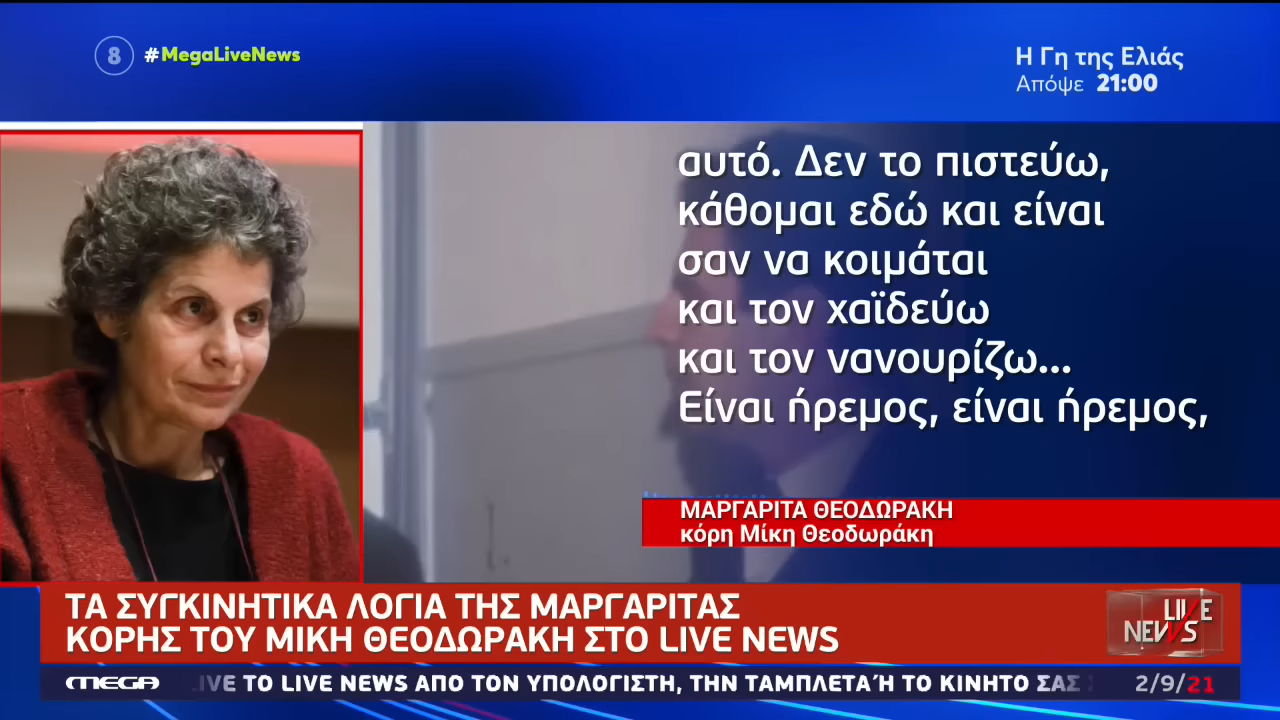 8 #MegaLiveNews
Η Γη της Ελιάς
Απόψε 21:00
αυτό. Δεν το πιστεύω,
κάθομαι εδώ και είναι
σαν να κοιμάται
και τον χαϊδεύω
και τον νανουρίζω...
Είναι ήρεμος, είναι ήρεμος,
ΜΑΡΓΑΡΙΤΑ ΘΕΟΔΩΡΑΚΗ
κόρη Μίκη Θεοδωράκη
ΤΑ ΣΥΓΚΙΝΗΤΙΚΑ ΛΟΓΙΑ ΤΗΣ ΜΑΡΓΑΡΙΤΑΣ
ΚΟΡΗΣ ΤΟΥ ΜΙΚΗ ΘΕΟΔΩΡΑΚΗ ΣΤΟ LIVE NEWS
LIVE
NEWS
MEGA LIVE ΤΟ LIVE NEWS ΑΠΟ ΤΟΝ ΥΠΟΛΟΓΙΣΤΗ, ΤΗΝ ΤΑΜΠΛΕΤΑ Ή ΤΟ ΚΙΝΗΤΟ ΣΑΣ 2/9/21